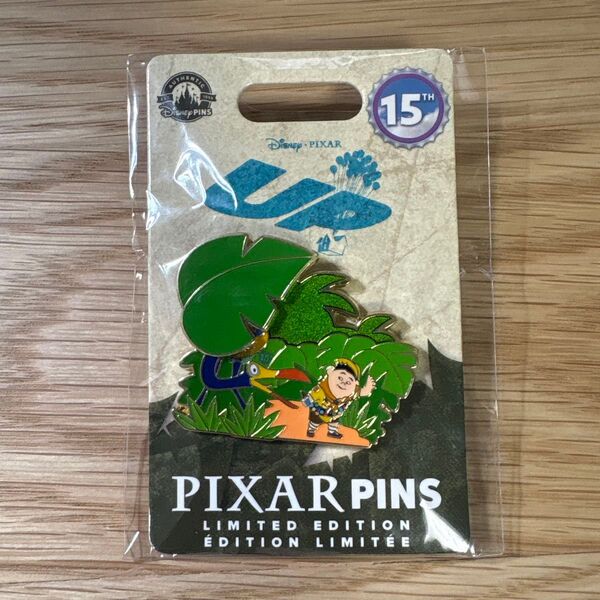 AUTHENTIC
Disney PINS
15TH
Disney · PIXAR
UP
PIXAR PINS
LIMITED EDITION
ÉDITION LIMITÉE